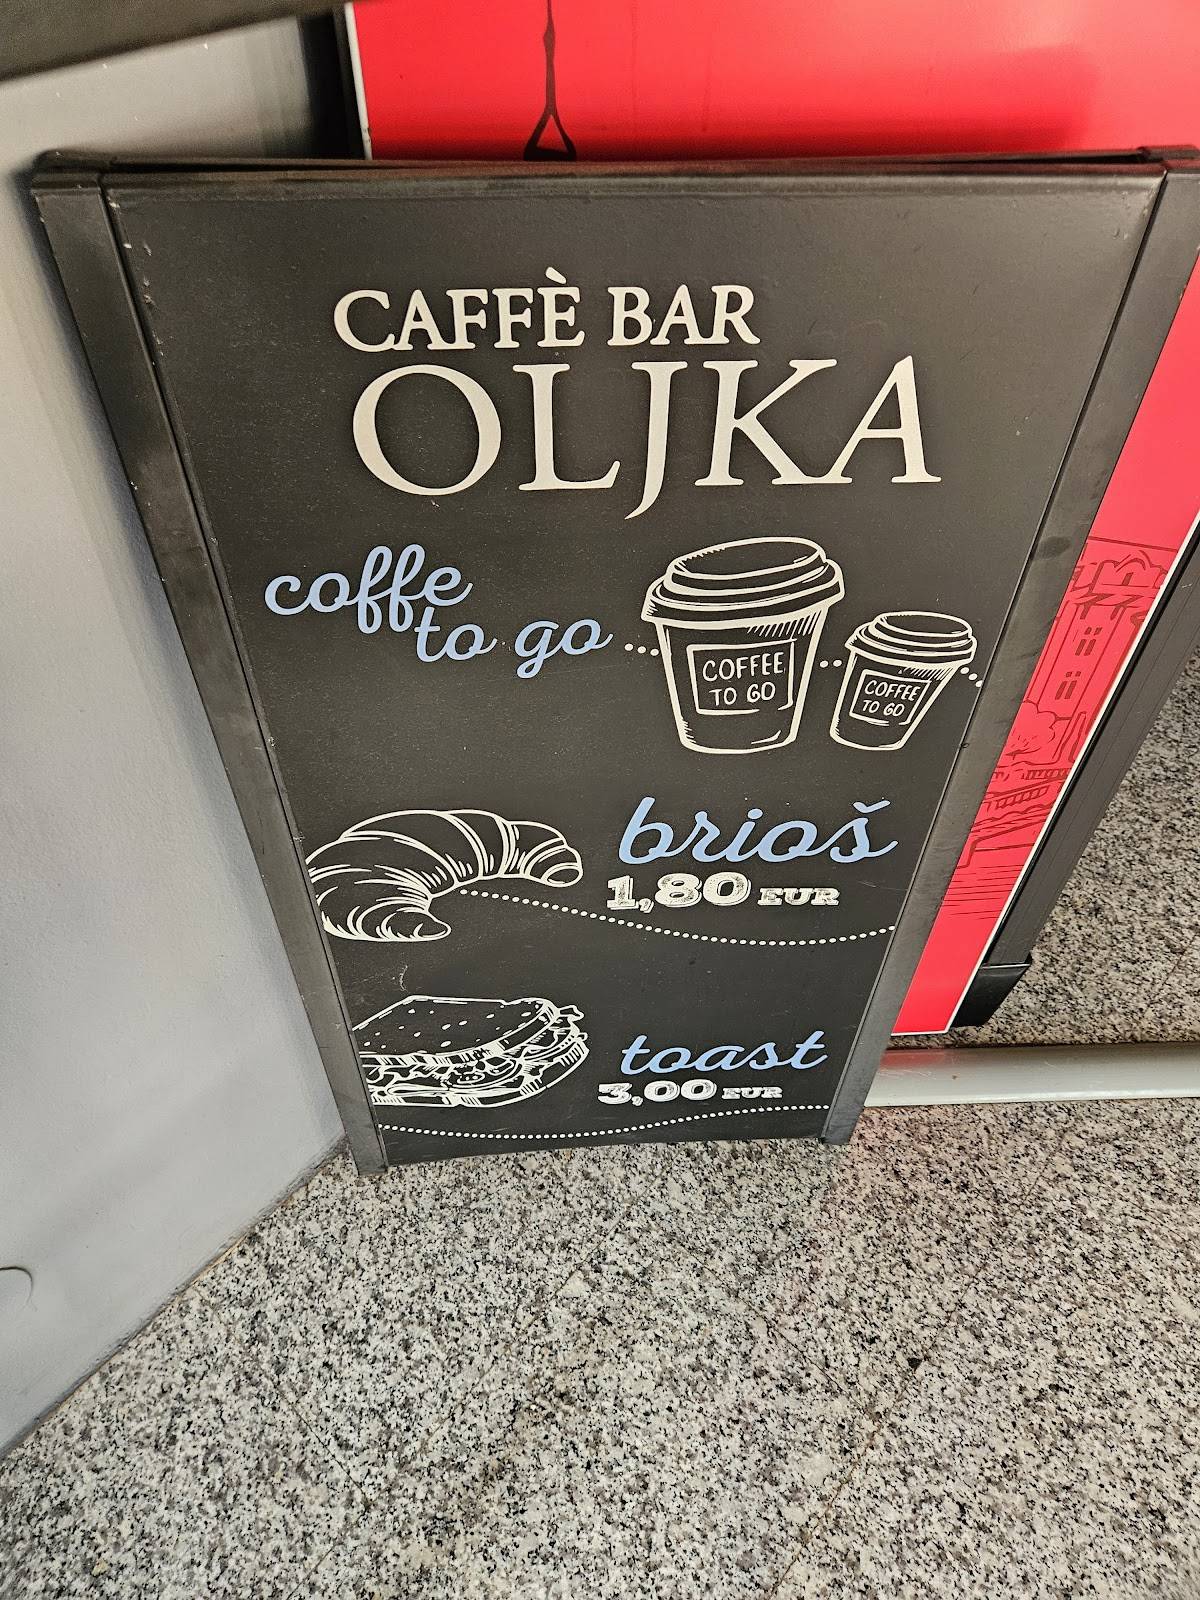 CAFFÈ BAR
OLJKA
coffe
to go
COFFEE
TO GO
COFFEE
TO GO
brioš
1,80 EUR
toast
3,00 EUR